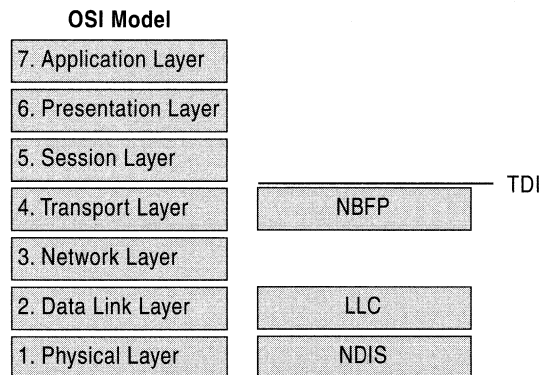 OSI Model
7. Application Layer
6. Presentation Layer
5. Session Layer
TDI
4. Transport Layer
NBFP
3. Network Layer
2. Data Link Layer
LLC
1. Physical Layer
NDIS